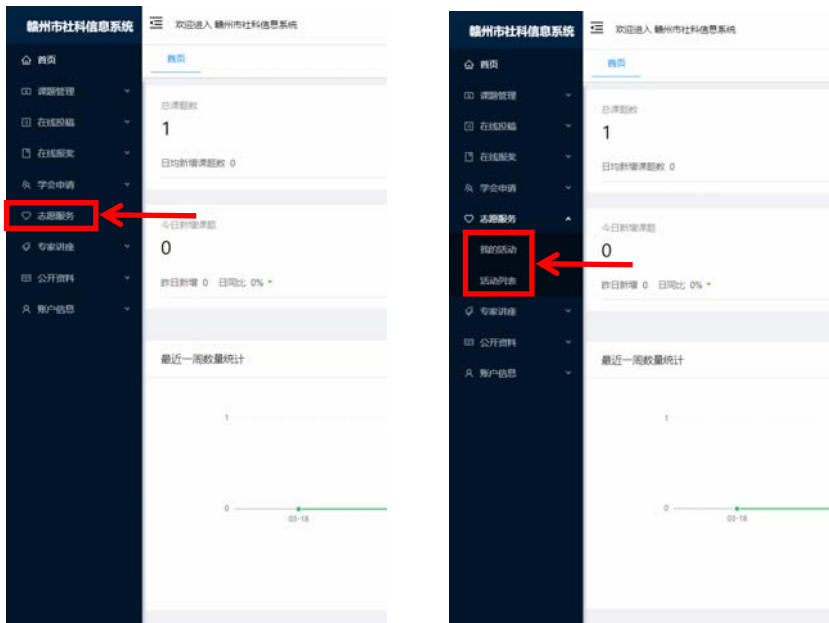 赣州市社科信息系统
欢迎进入 赣州市社科信息系统
首页
首页
课题管理
在线投稿
在线报奖
学会申请
志愿服务
专家讲座
公开资料
账户信息
总课题数
1
日均新增课题数 0
今日新增课题
0
昨日新增 0 日同比 0%
最近一周数量统计
1
0
03-18
赣州市社科信息系统
欢迎进入 赣州市社科信息系统
首页
首页
课题管理
在线投稿
在线报奖
学会申请
志愿服务
我的活动
活动列表
专家讲座
公开资料
账户信息
总课题数
1
日均新增课题数 0
今日新增课题
0
昨日新增 0 日同比 0%
最近一周数量统计
1
0
03-18